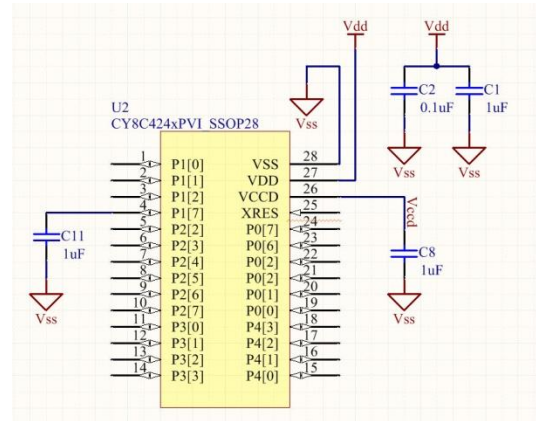 Vdd
Vdd
C2
0.1uF
C1
1uF
Vss
Vss
Vss
U2
CY8C424xPVI_SSOP28
1 P1[0] VSS 28
2 P1[1] VDD 27
3 P1[2] VCCD 26
4 P1[7] XRES 25
5 P2[2] P0[7] 24
6 P2[3] P0[6] 23
7 P2[4] P0[2] 22
8 P2[5] P0[2] 21
9 P2[6] P0[1] 20
10 P2[7] P0[0] 19
11 P3[0] P4[3] 18
12 P3[1] P4[2] 17
13 P3[2] P4[1] 16
14 P3[3] P4[0] 15
C11
1uF
Vss
Vccd
C8
1uF
Vss